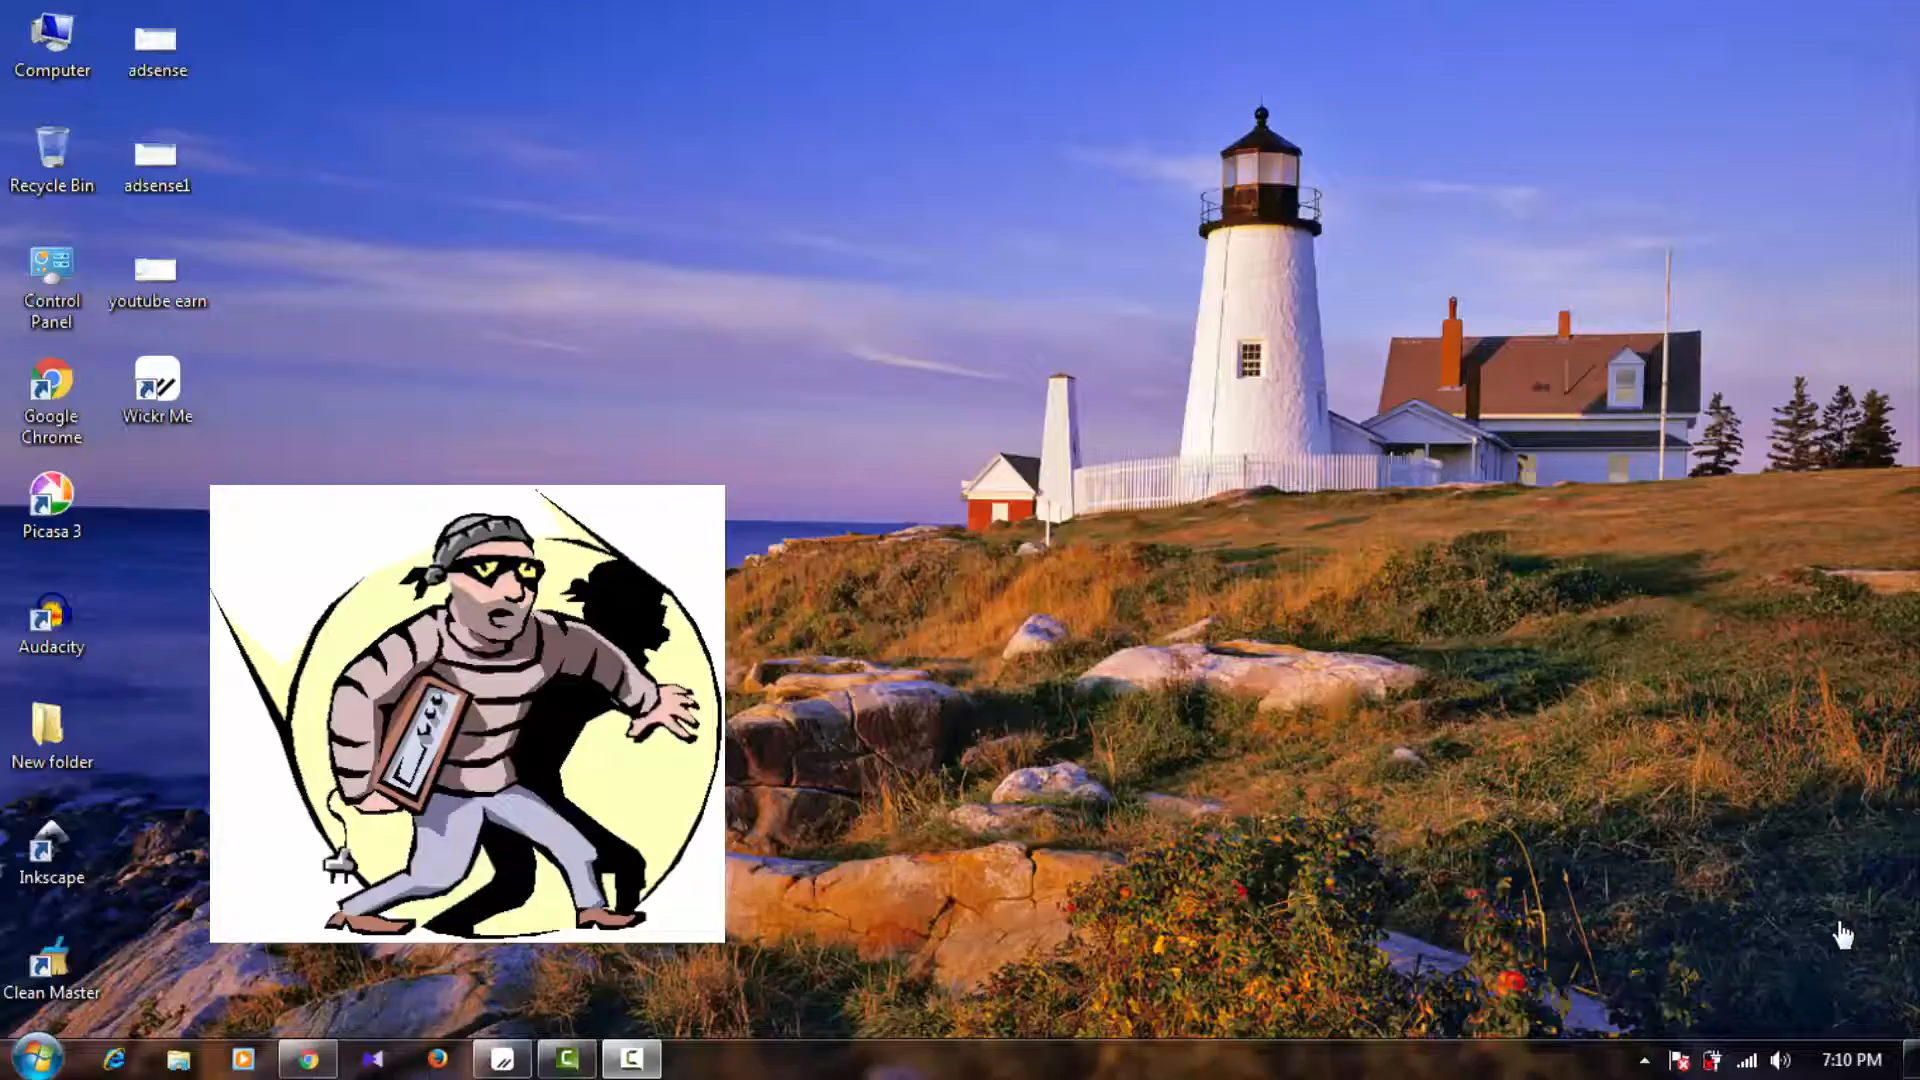 Computer
adsense
Recycle Bin
adsense1
Control
Panel
youtube earn
Google
Chrome
Wickr Me
Picasa 3
Audacity
New folder
Inkscape
Clean Master
7:10 PM